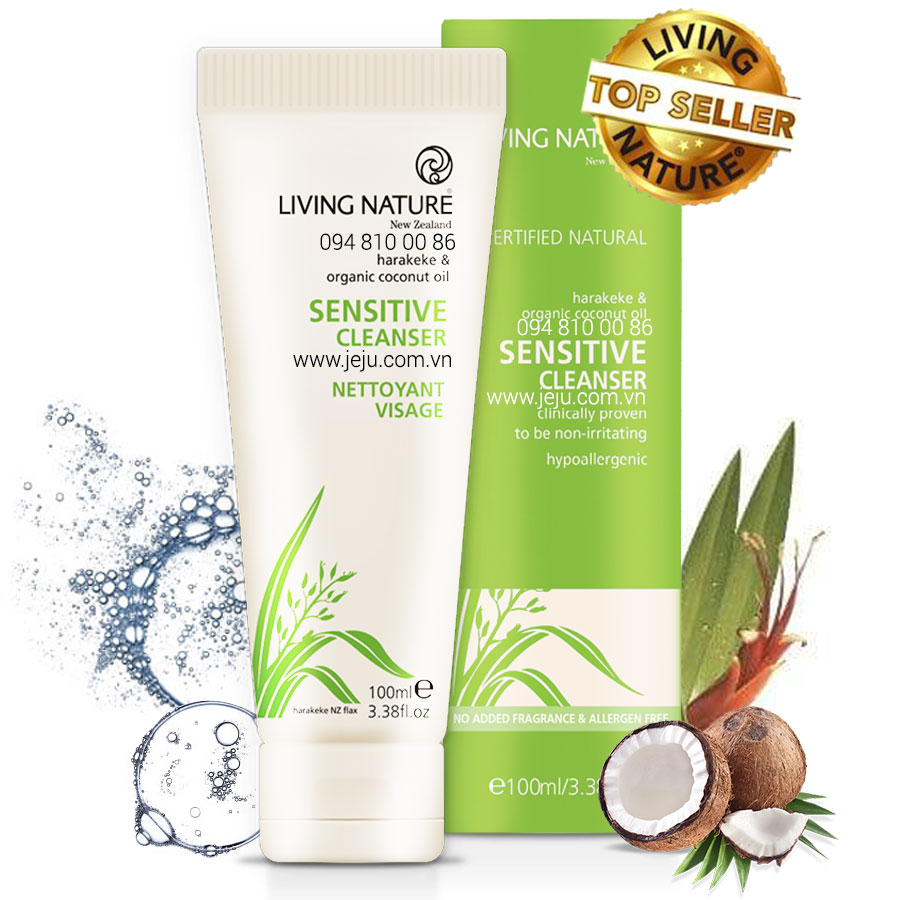 LIVING NATURE®
New Zealand
094 810 00 86
harakeke &
organic coconut oil
SENSITIVE
CLEANSER
www.jeju.com.vn
NETTOYANT
VISAGE
100ml℮
3.38fl.oz
harakeke NZ flax
LIVING
TOP SELLER
NATURE®
VING NAT
New
ERTIFIED NATURAL
harakeke &
organic coconut oil
094 810 00 86
SENSITIVE
CLEANSER
www.jeju.com.vn
clinically proven
to be non-irritating
hypoallergenic
NO ADDED FRAGRANCE & ALLERGEN FREE
℮100ml/3.3